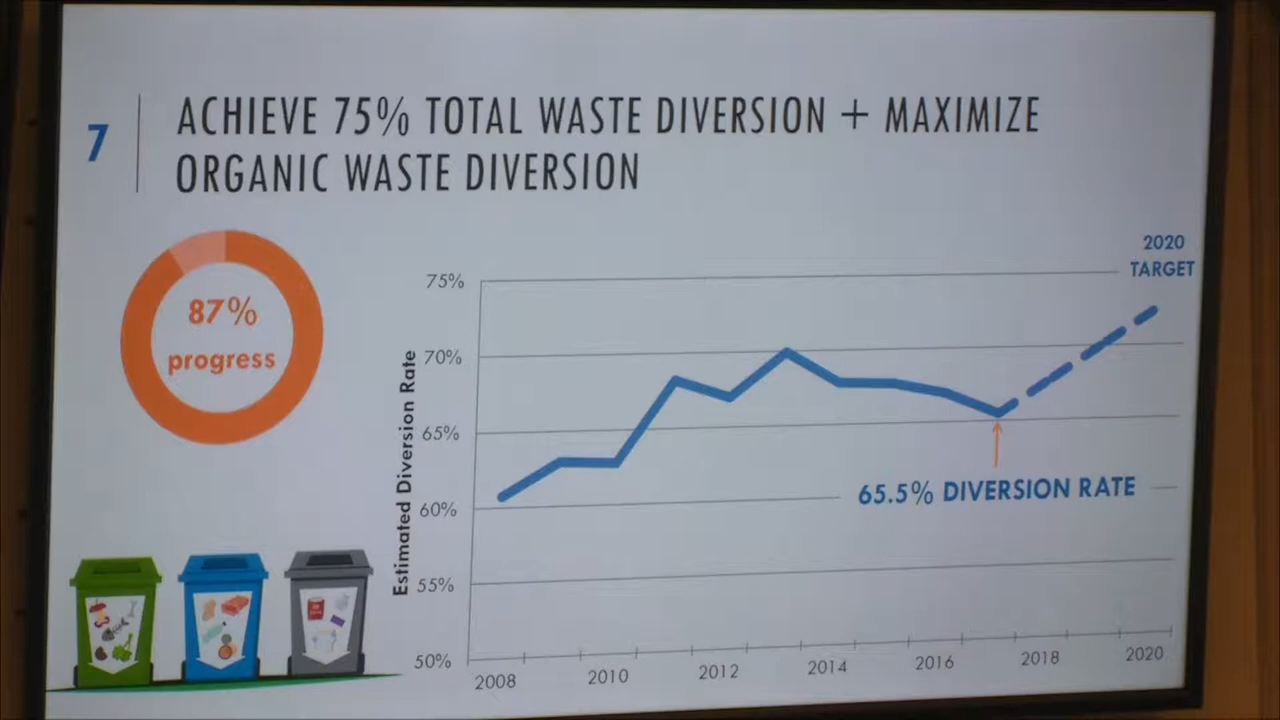 7
ACHIEVE 75% TOTAL WASTE DIVERSION + MAXIMIZE
ORGANIC WASTE DIVERSION
87%
progress
Estimated Diversion Rate
75%
70%
65%
60%
55%
50%
2008
2010
2012
2014
2016
2018
2020
2020
TARGET
65.5% DIVERSION RATE